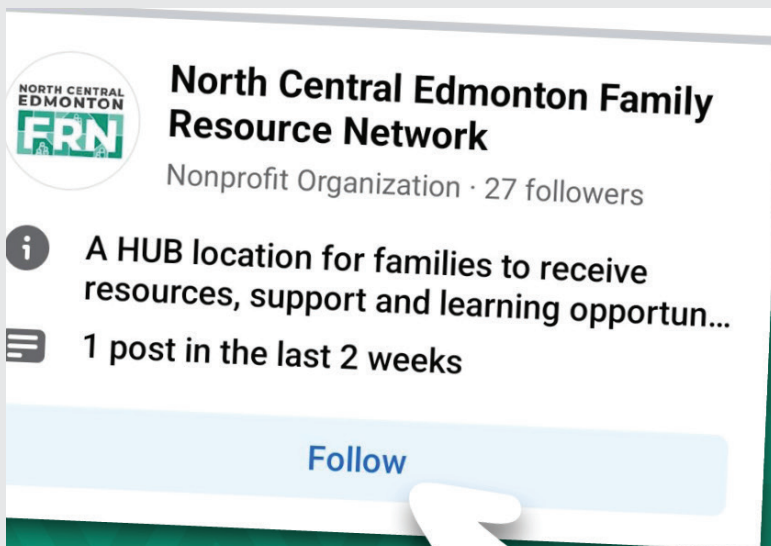 NORTH CENTRAL
EDMONTON
FRN
North Central Edmonton Family
Resource Network
Nonprofit Organization · 27 followers
A HUB location for families to receive
resources, support and learning opportun...
1 post in the last 2 weeks
Follow